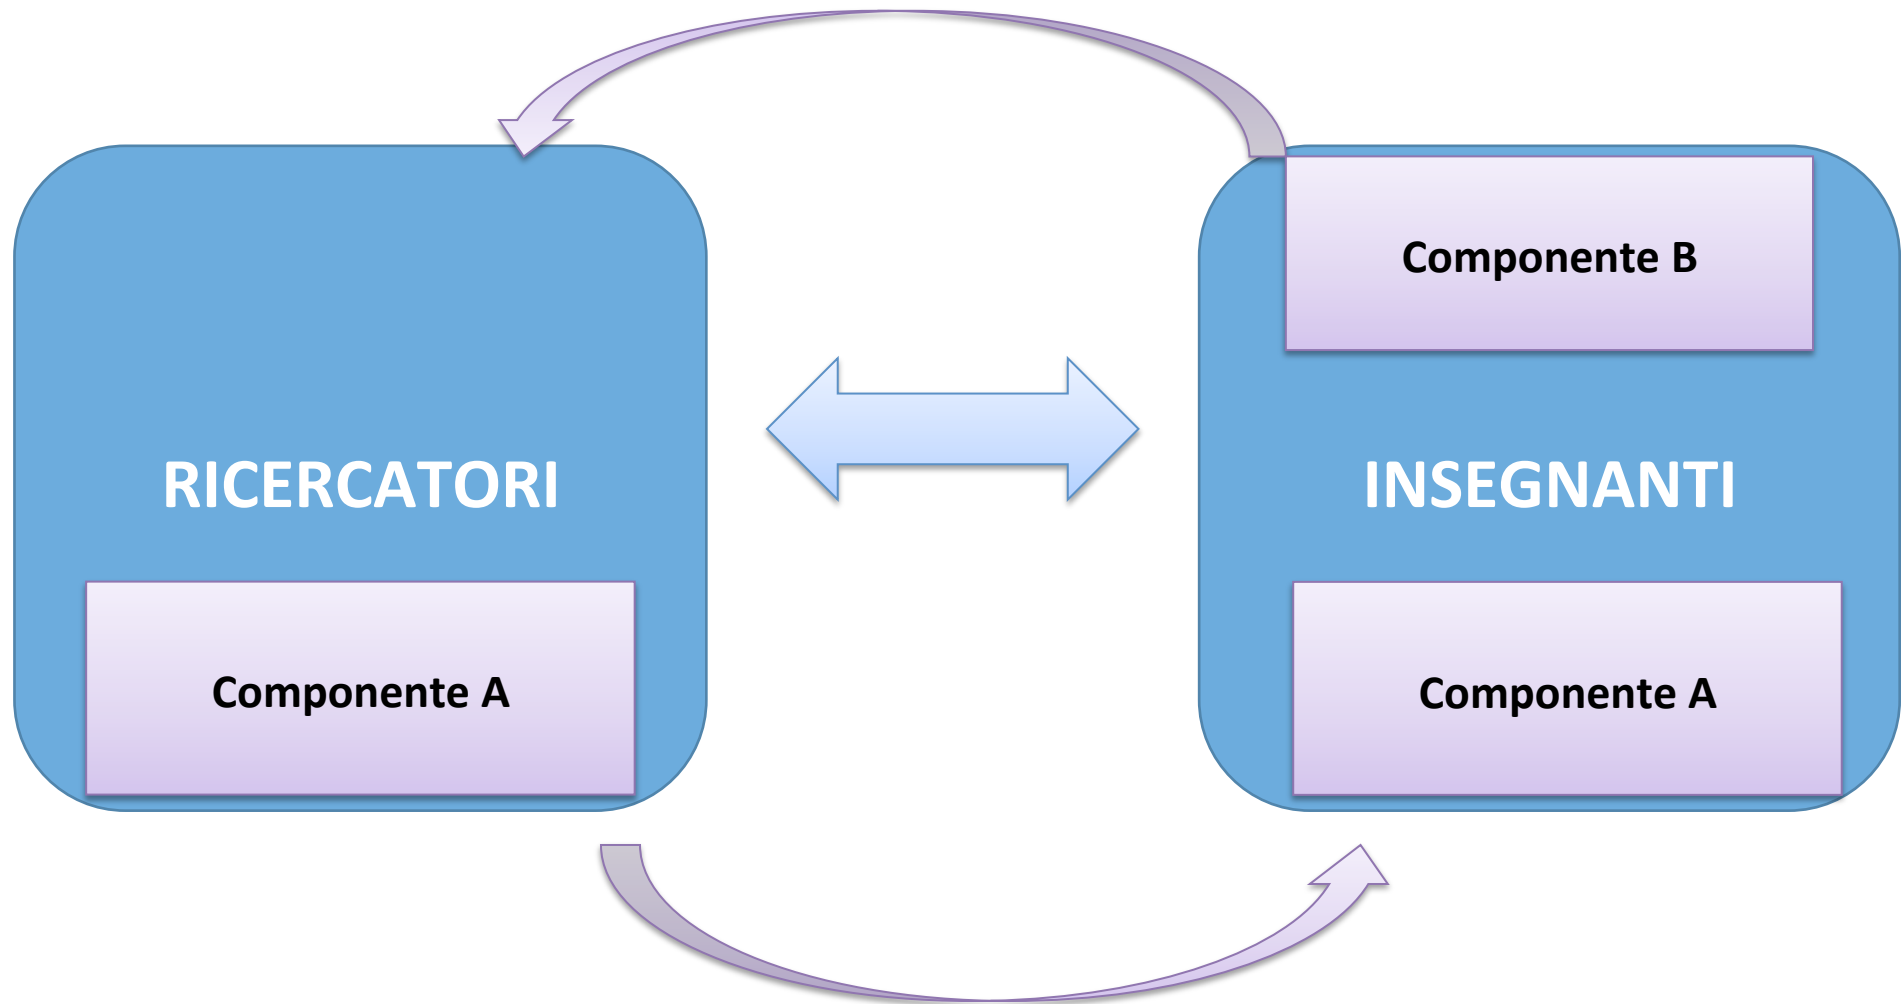 Componente B
RICERCATORI
INSEGNANTI
Componente A
Componente A